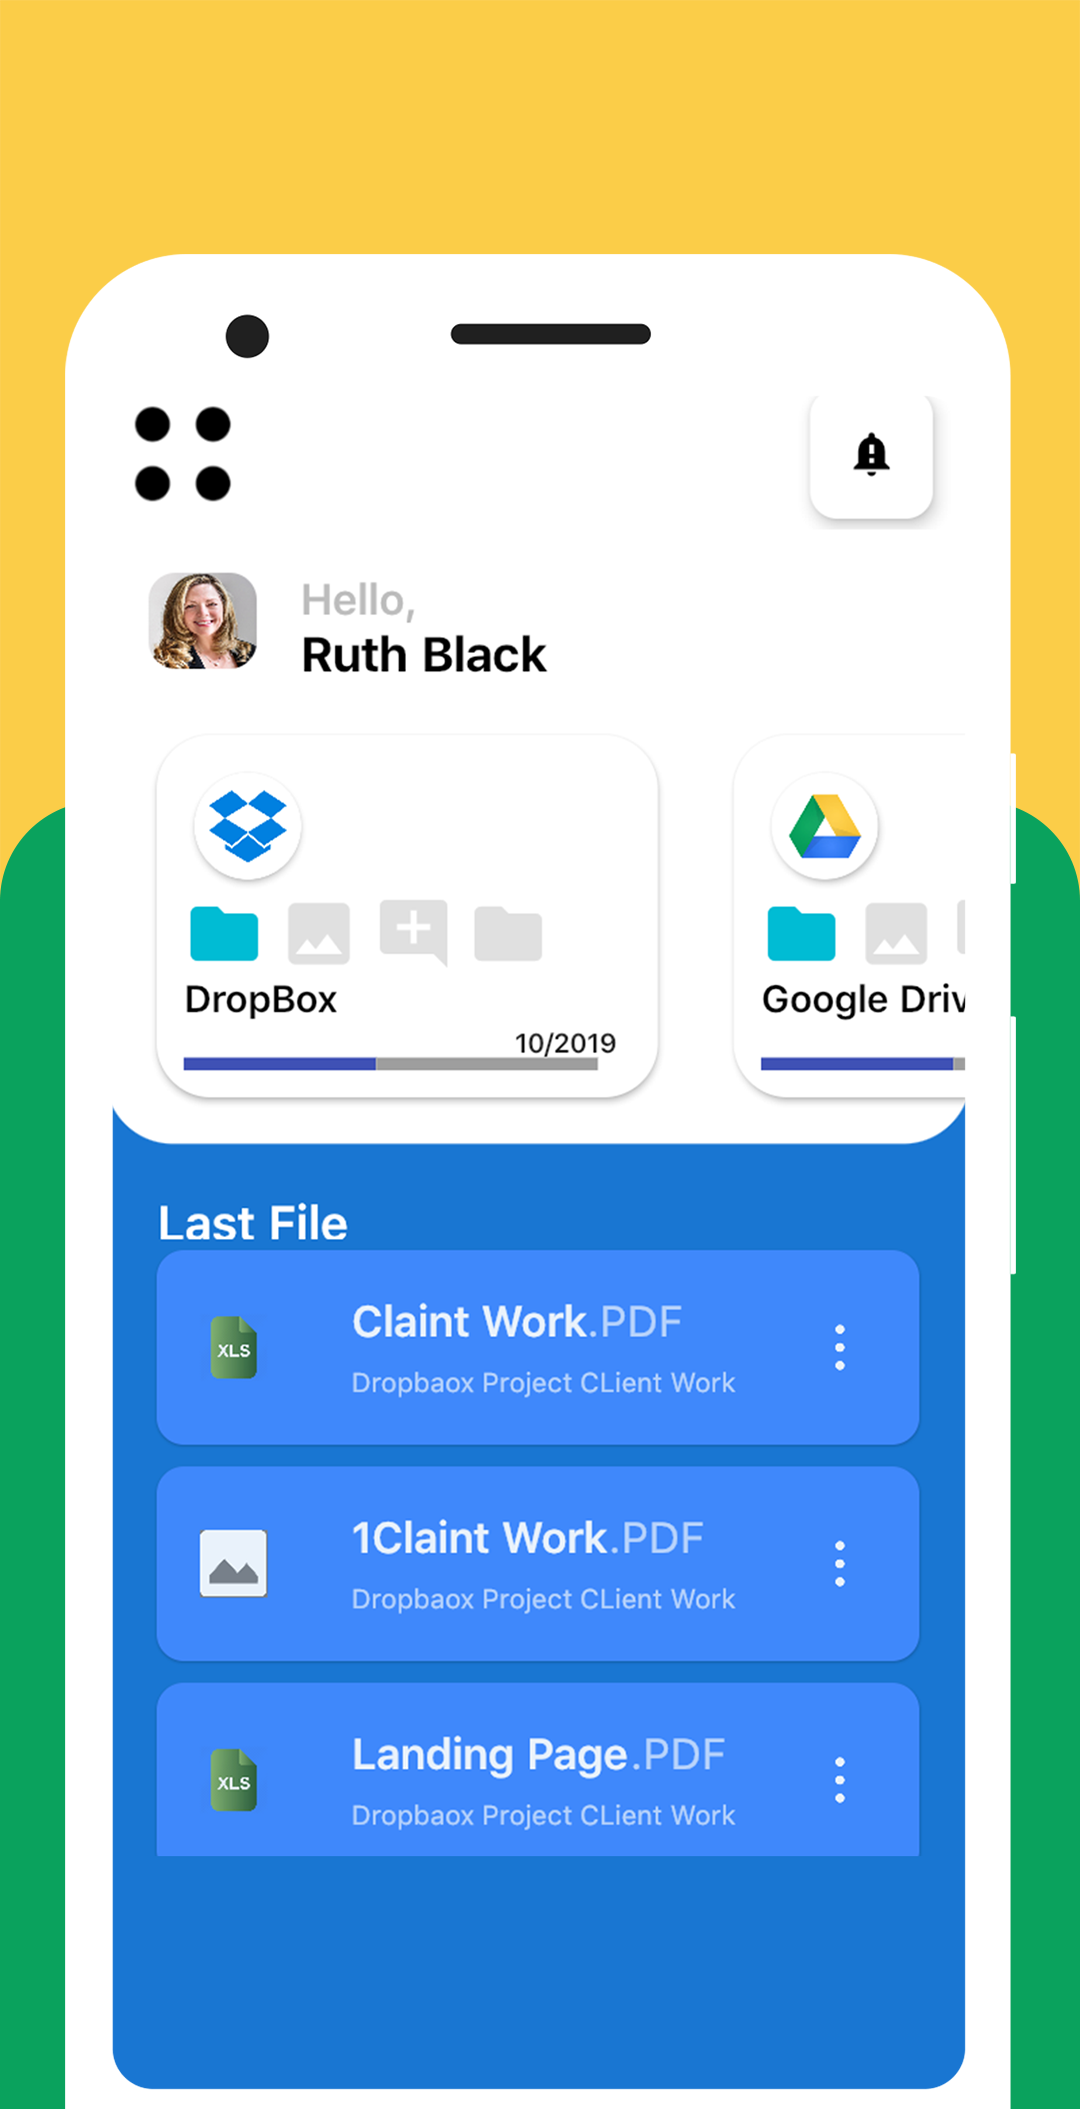 Hello,
Ruth Black
DropBox
10/2019
Google Driv
Last File
XLS
Claint Work.PDF
Dropbaox Project CLient Work
1Claint Work.PDF
Dropbaox Project CLient Work
XLS
Landing Page.PDF
Dropbaox Project CLient Work